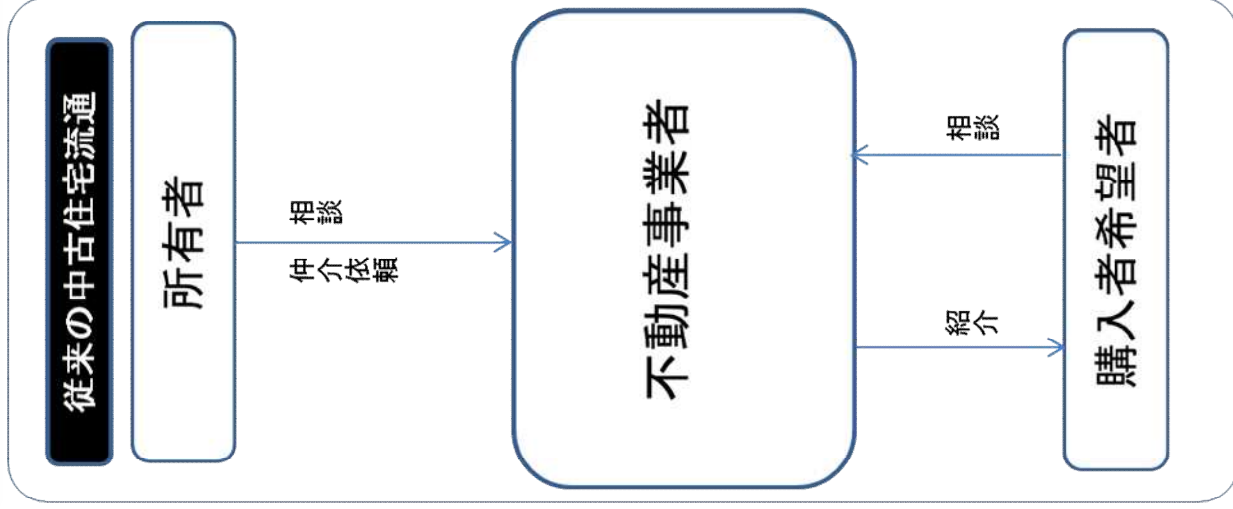 従来の中古住宅流通
所有者
相談
仲介依頼
不動産事業者
相談
紹介
購入者希望者